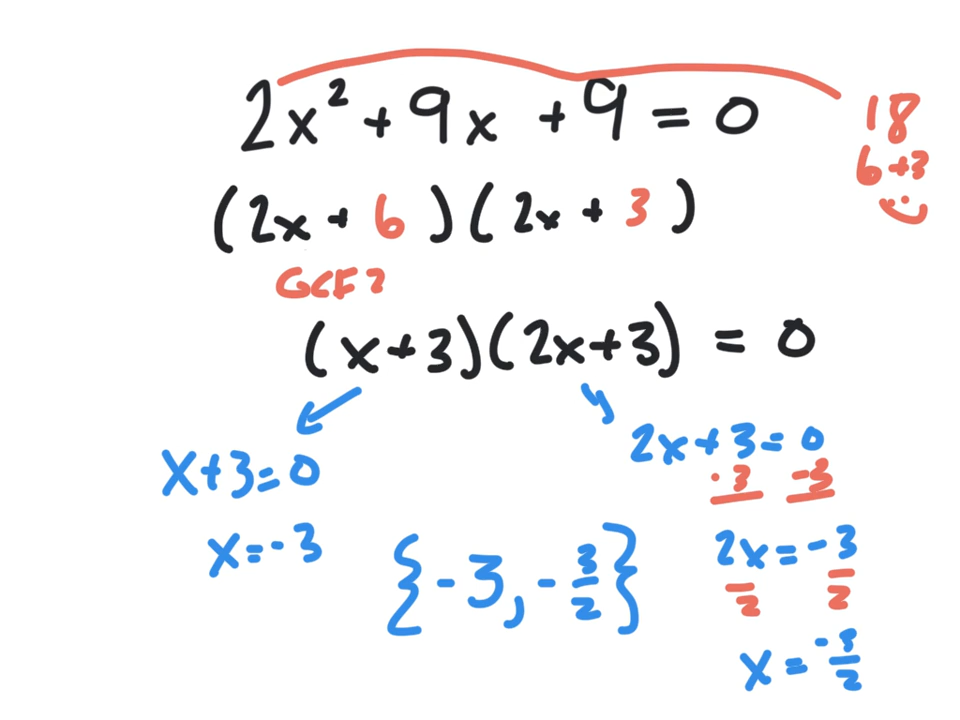 2x² + 9x + 9 = 0
18
6+3
(2x + 6)(2x + 3)
GCF?
(x+3)(2x+3) = 0
x+3=0
2x+3=0
-3 -3
x=-3
2x=-3
2 2
{-3, -3/2}
x = -3/2